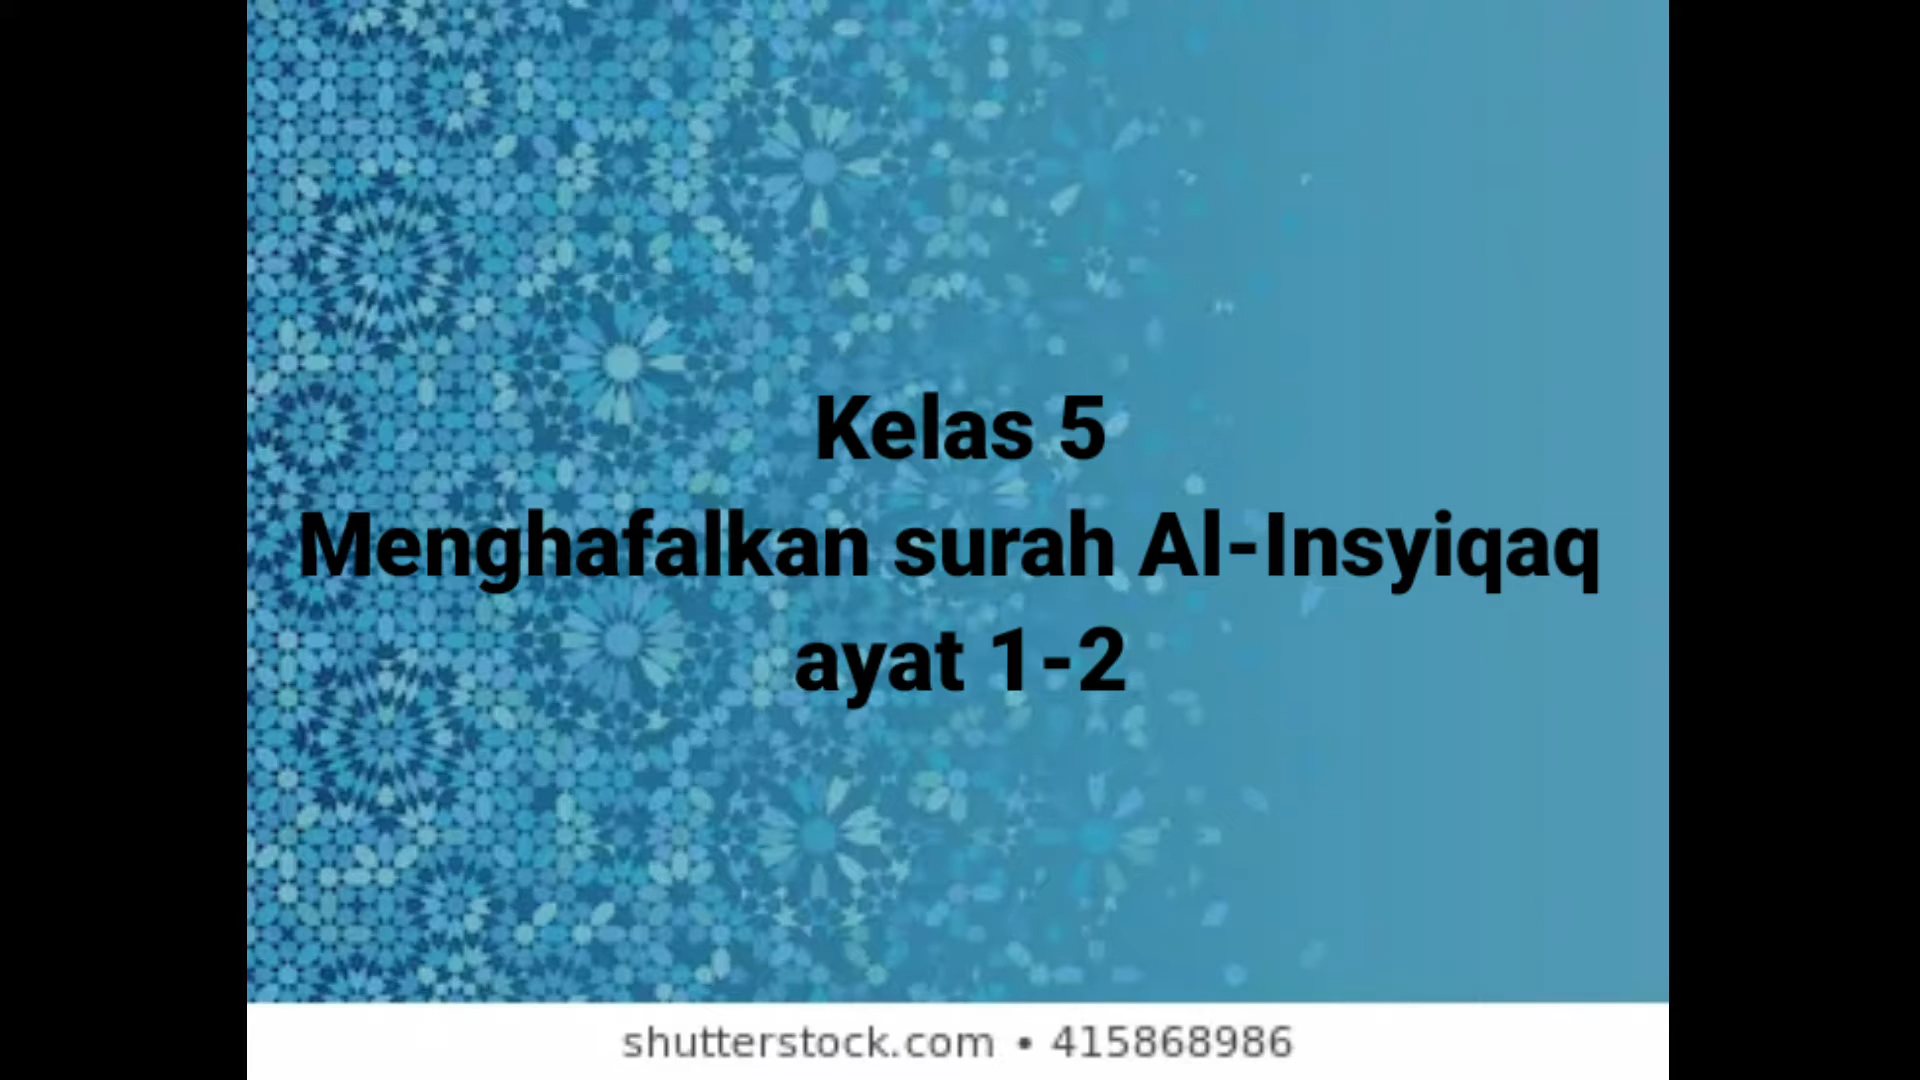 Kelas 5
Menghafalkan surah Al-Insyiqaq
ayat 1-2
shutterstock.com • 415868986